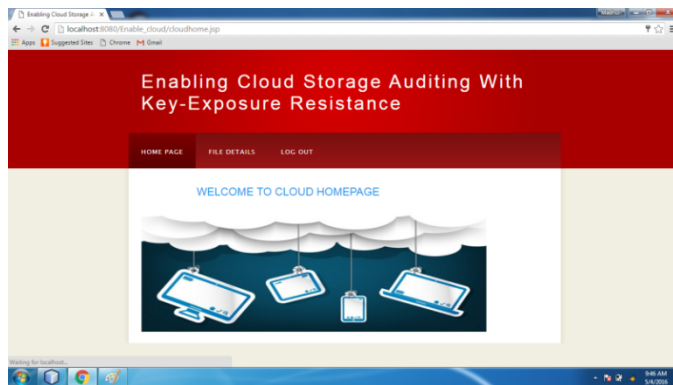 Enabling Cloud Storage A
localhost:8080/Enable_cloud/cloudhome.jsp
Apps Suggested Sites Chrome Gmail
Enabling Cloud Storage Auditing With
Key-Exposure Resistance
HOME PAGE FILE DETAILS LOG OUT
WELCOME TO CLOUD HOMEPAGE
Waiting for localhost...
9:46 AM
5/4/2016